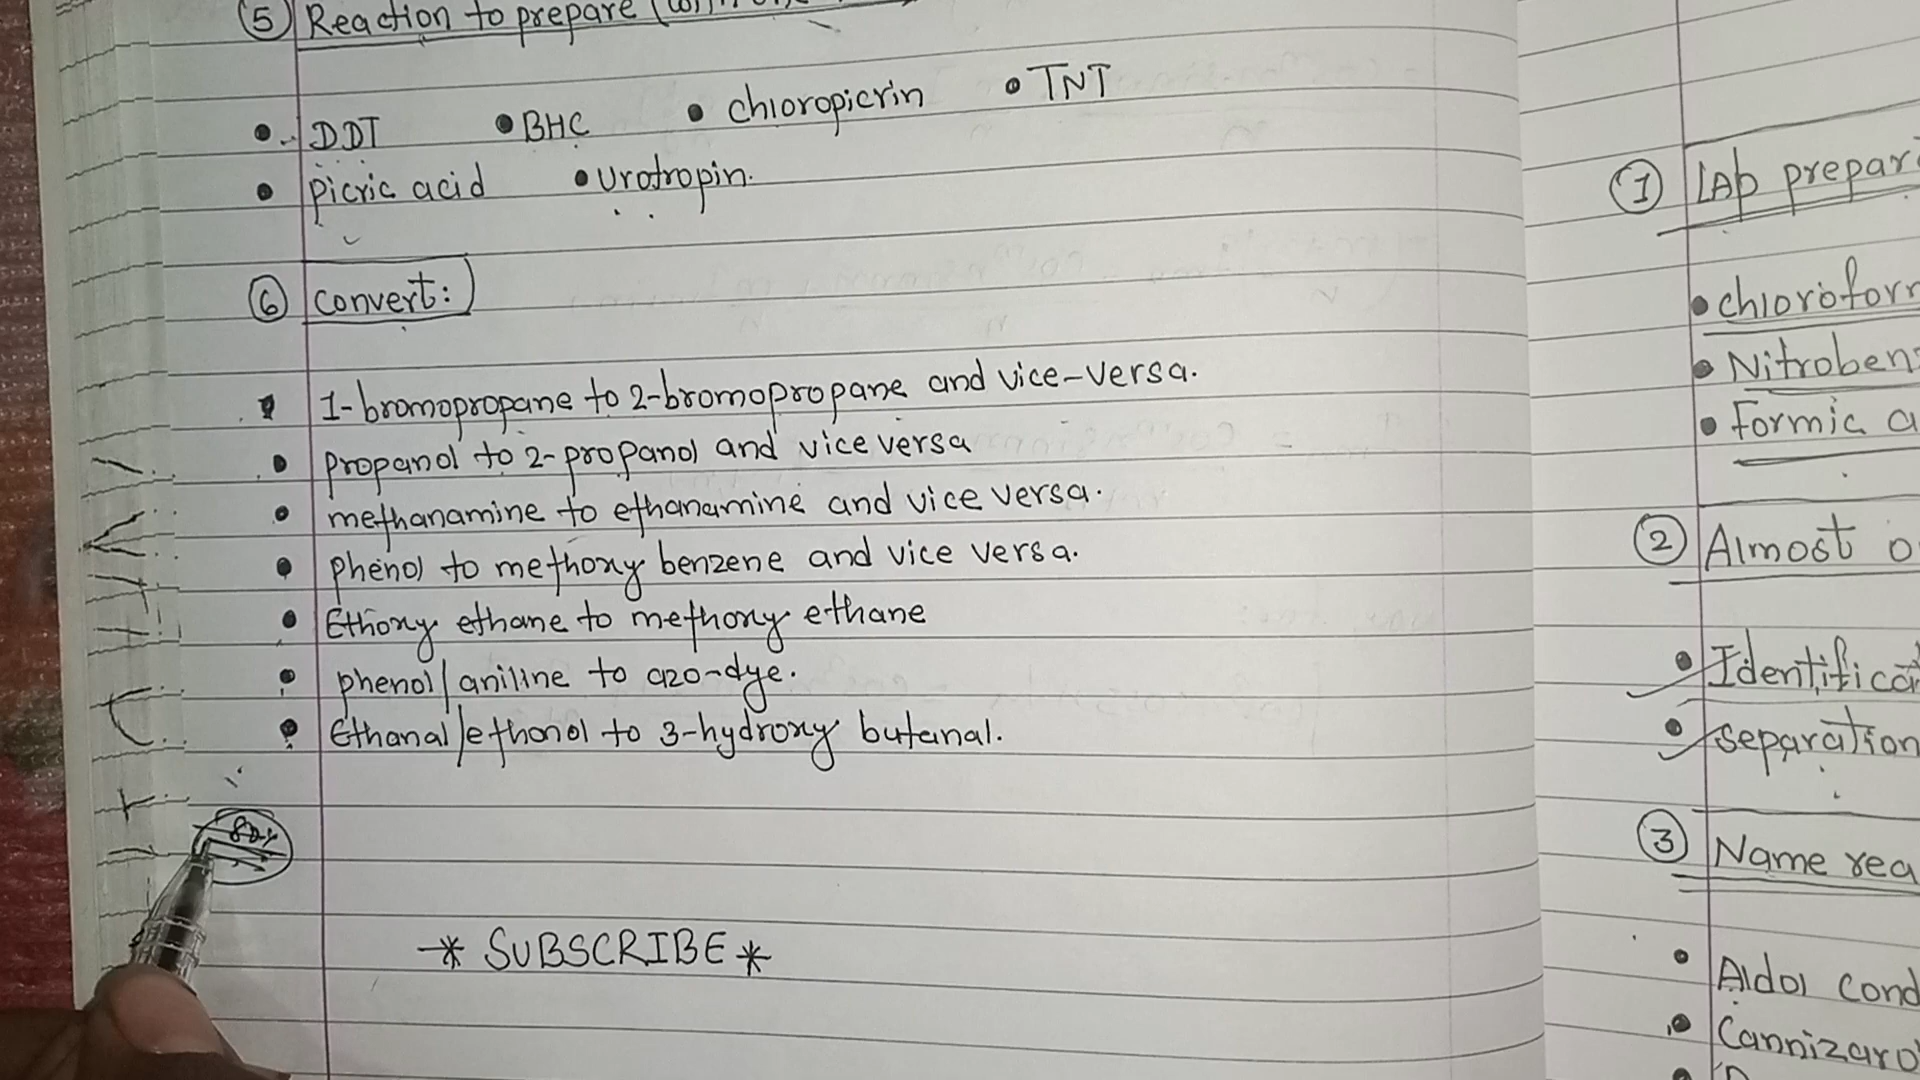 ⑤ Reaction to prepare
• DDT • BHC • chloropicrin • TNT
• picric acid • Urotropin.
⑥ convert:
• 1-bromopropane to 2-bromopropane and vice-versa.
• propanol to 2-propanol and vice versa
• methanamine to ethanamine and vice versa.
• phenol to methoxy benzene and vice versa.
• Ethoxy ethane to methoxy ethane
• phenol/aniline to azo-dye.
• Ethanal/ethanol to 3-hydroxy butanal.
80%
* SUBSCRIBE *
① LAb prepar
• chloroform
• Nitrobenz
• Formic a
② Almost o
• Identifica
• separation
③ Name rea
• Aldol cond
• Cannizaro